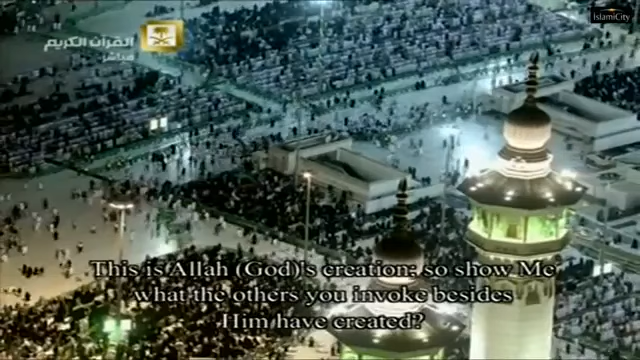 IslamiCity
القرآن الكريم
مباشر
This is Allah (God)'s creation; so show Me
what the others you invoke besides
Him have created?